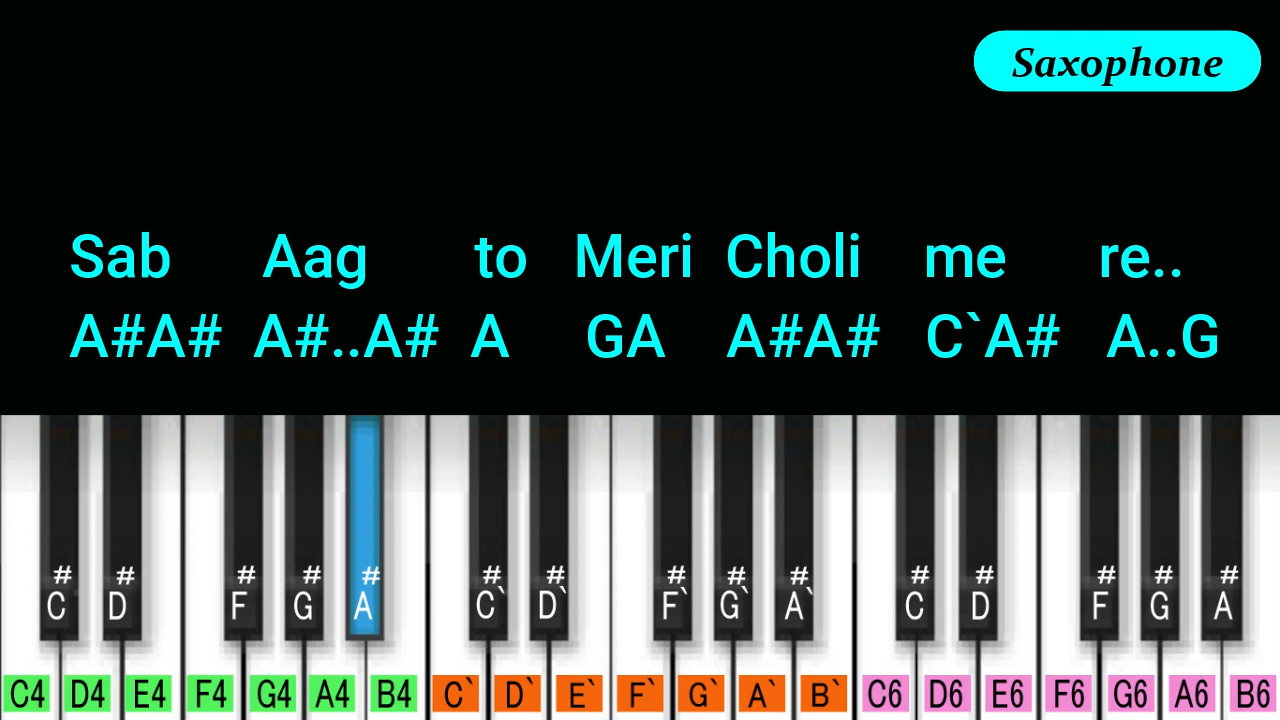 Saxophone
Sab Aag to Meri Choli me re..
A#A# A#..A# A GA A#A# C`A# A..G
# # # # # # # # # # # # # # #
C D F G A C` D` F` G` A` C D F G A
C4 D4 E4 F4 G4 A4 B4 C` D` E` F` G` A` B` C6 D6 E6 F6 G6 A6 B6